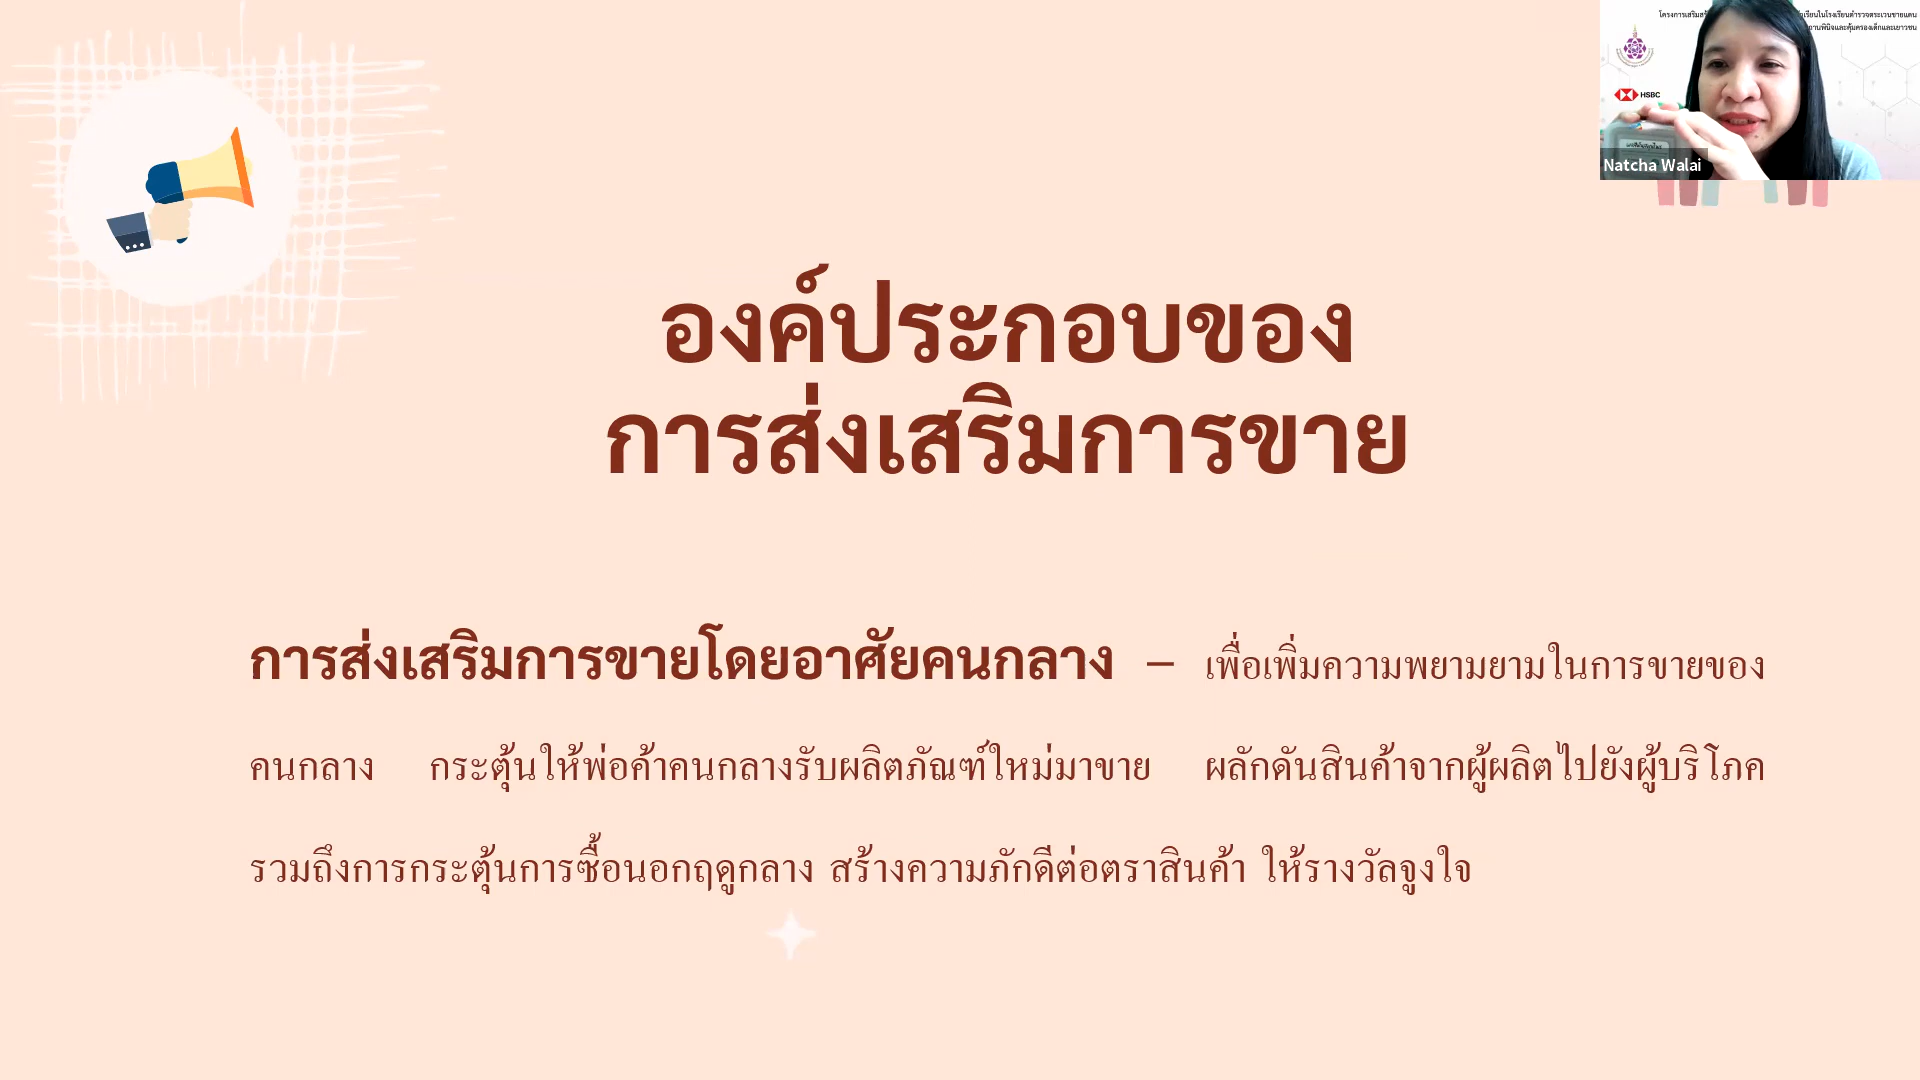 องค์ประกอบของ
การส่งเสริมการขาย
การส่งเสริมการขายโดยอาศัยคนกลาง – เพื่อเพิ่มความพยามยามในการขายของ
คนกลาง กระตุ้นให้พ่อค้าคนกลางรับผลิตภัณฑ์ใหม่มาขาย ผลักดันสินค้าจากผู้ผลิตไปยังผู้บริโภค
รวมถึงการกระตุ้นการซื้อนอกฤดูกลาง สร้างความภักดีต่อตราสินค้า ให้รางวัลจูงใจ
HSBC
Natcha Walai